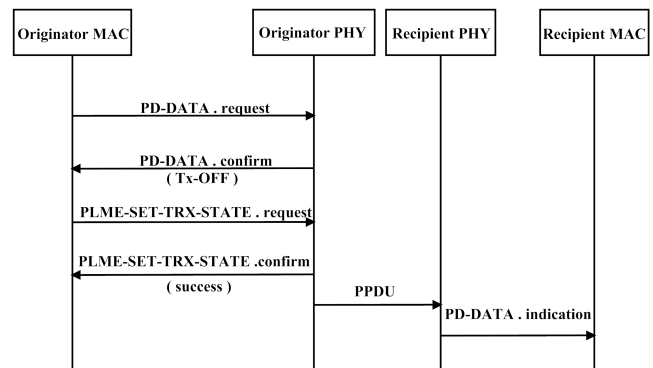 Originator MAC
Originator PHY
Recipient PHY
Recipient MAC
PD-DATA . request
PD-DATA . confirm
( Tx-OFF )
PLME-SET-TRX-STATE . request
PLME-SET-TRX-STATE .confirm
( success )
PPDU
PD-DATA . indication